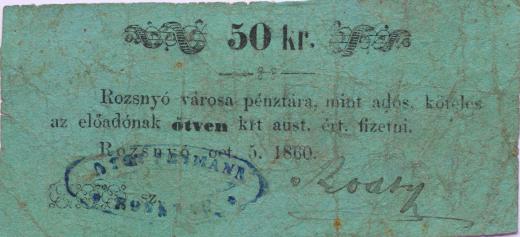 50 kr.
Rozsnyó városa pénztára, mint adós, köteles
az előadónak ötven krt aust. ért. fizetni.
Rozsnyó, oct. 5. 1860.
SZ.